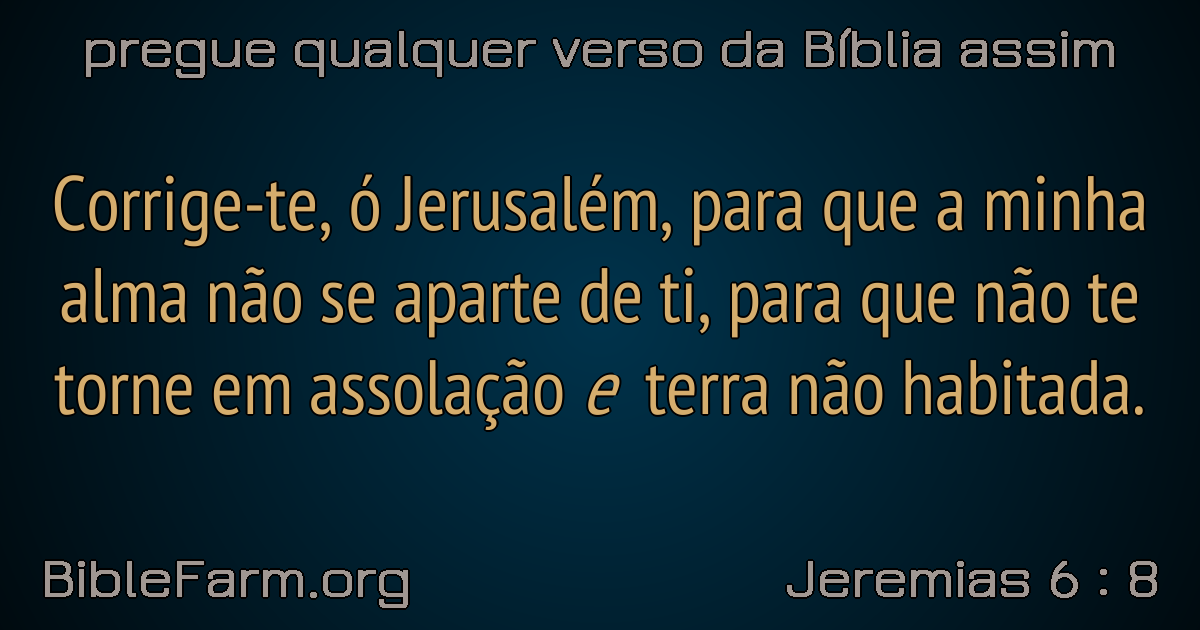 pregue qualquer verso da Bíblia assim
Corrige-te, ó Jerusalém, para que a minha
alma não se aparte de ti, para que não te
torne em assolação e terra não habitada.
BibleFarm.org
Jeremias 6 : 8